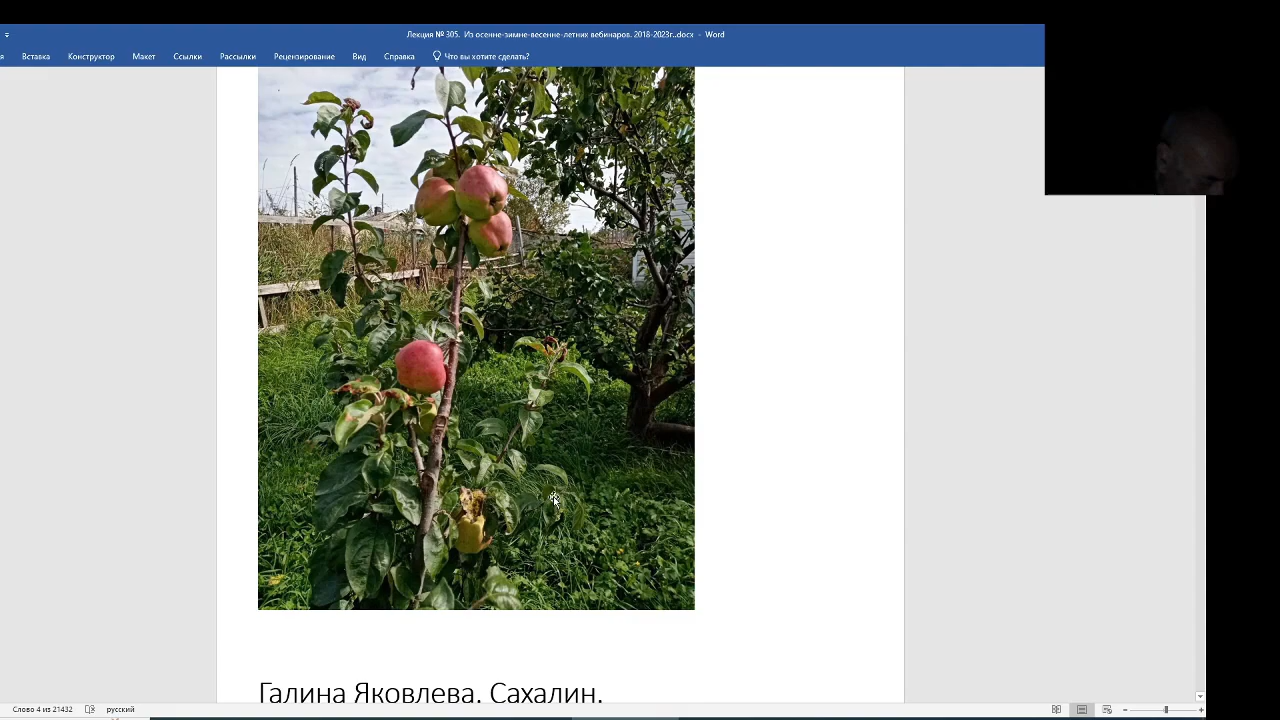 Лекция № 305. Из осенне-зимне-весенне-летних вебинаров. 2018-2023г..docx - Word
я Вставка Конструктор Макет Ссылки Рассылки Рецензирование Вид Справка Что вы хотите сделать?
Галина Яковлева. Сахалин.
Слово 4 из 21432 русский